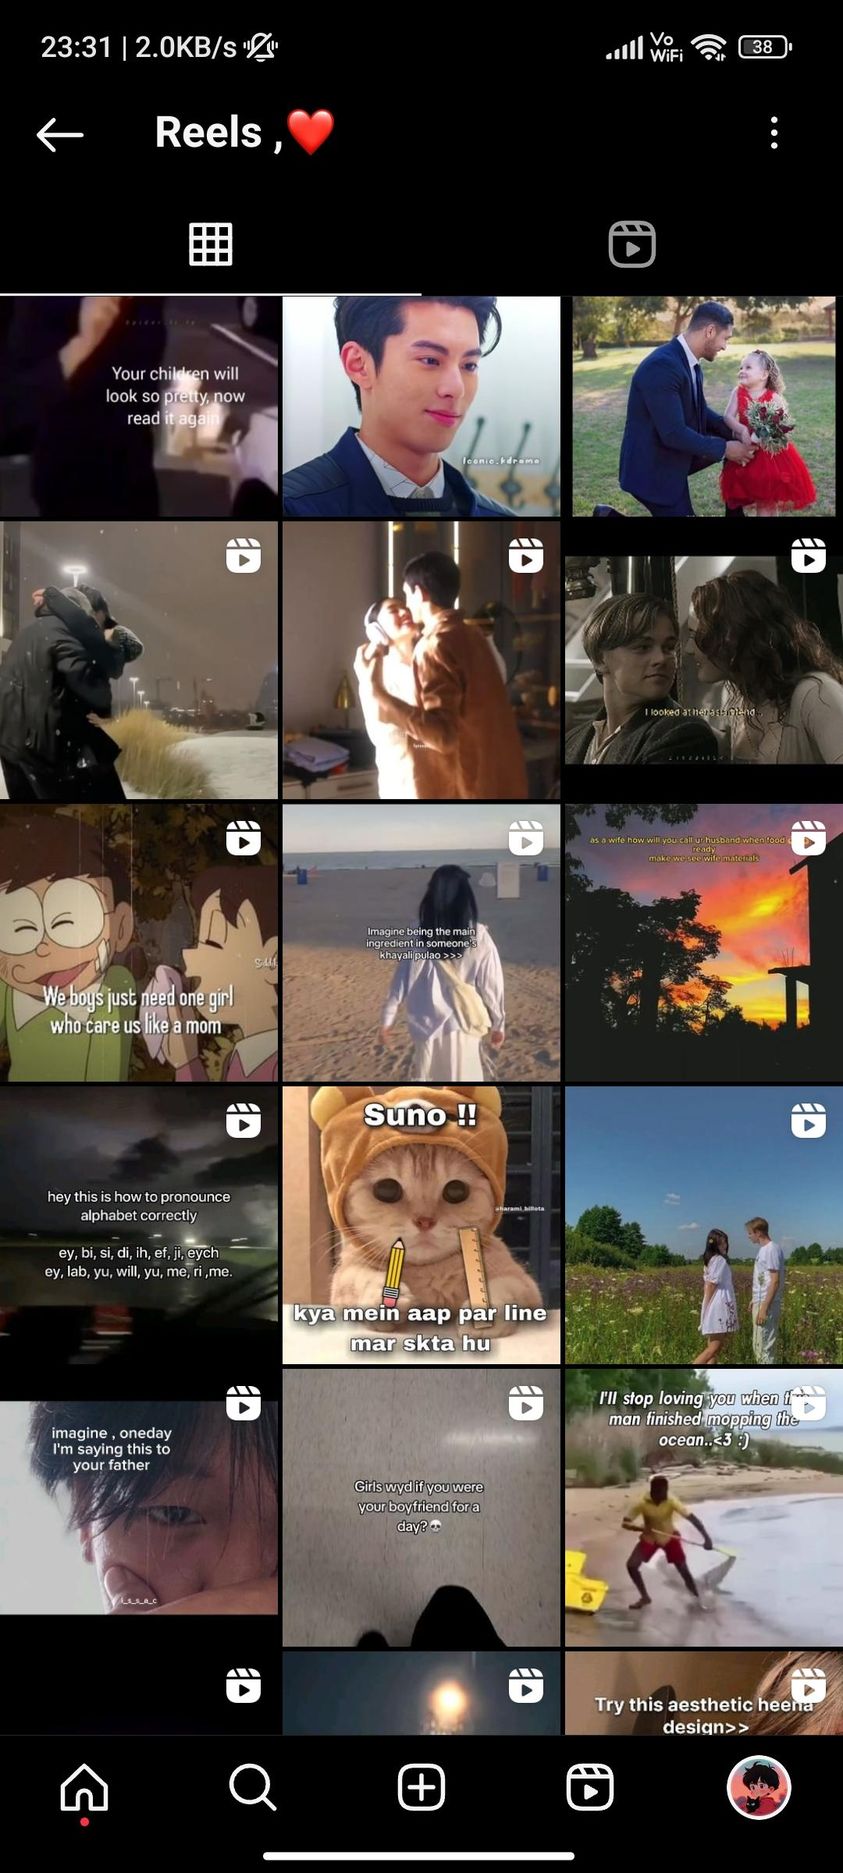 23:31 | 2.0KB/s
Vo
WiFi
38
Reels ,❤️
Your children will
look so pretty, now
read it again
Iconic_kdrama
I looked at her as a friend..
We boys just need one girl
who care us like a mom
Imagine being the main
ingredient in someone's
khayali pulao >>>
as a wife how will you call ur husband when food
ready
make we see wife materials
hey this is how to pronounce
alphabet correctly
ey, bi, si, di, ih, ef, ji, eych
ey, lab, yu, will, yu, me, ri ,me.
Suno !!
kya mein aap par line
mar skta hu
imagine , oneday
I'm saying this to
your father
i_s_s_a_c
Girls wyd if you were
your boyfriend for a
day?💀
I'll stop loving you when
man finished mopping the
ocean..<3 :)
Try this aesthetic heena
design>>